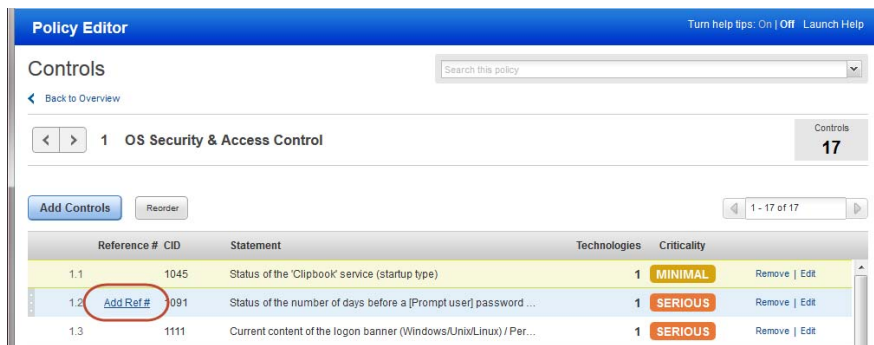 Policy Editor
Turn help tips: On | Off Launch Help
Controls
Search this policy
Back to Overview
1 OS Security & Access Control
Controls
17
Add Controls
Reorder
1 - 17 of 17
Reference # CID Statement Technologies Criticality
1.1 1045 Status of the 'Clipbook' service (startup type) 1 MINIMAL Remove | Edit
1.2 Add Ref # 1091 Status of the number of days before a [Prompt user] password ... 1 SERIOUS Remove | Edit
1.3 1111 Current content of the logon banner (Windows/Unix/Linux) / Per... 1 SERIOUS Remove | Edit